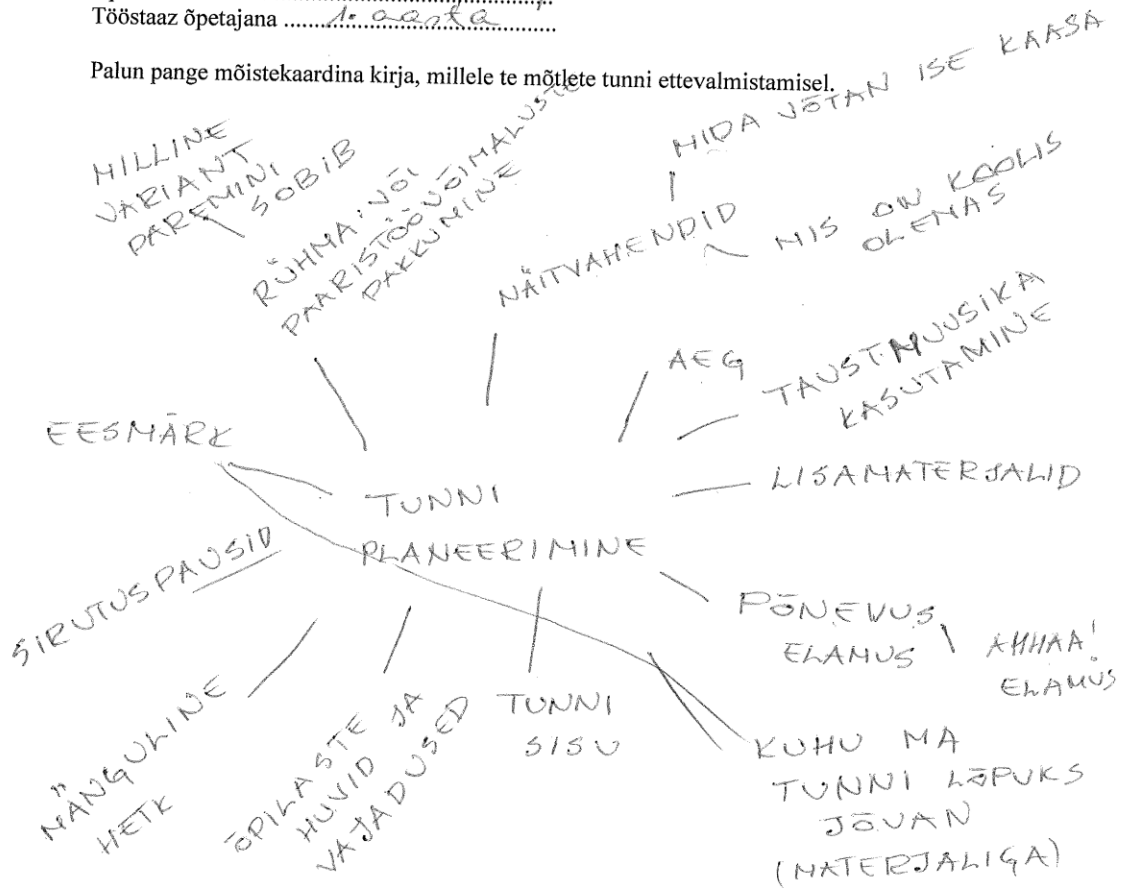 Tööstaaz õpetajana ........1. aasta........
Palun pange mõistekaardina kirja, millele te mõtlete tunni ettevalmistamisel.
MILLINE
VARIANT
PAREMINI
SOBIB
RÜHMA- VÕI
PAARISTÖÖVÕIMALUSTE
PAKKUMINE
NÄITVAHENDID
MIDA VÕTAN ISE KAASA
MIS ON KOOLIS
OLEMAS
AEG
TAUSTMUUSIKA
KASUTAMINE
EESMÄRK
LISAMATERJALID
TUNNI
PLANEERIMINE
SIRUTUSPAUSID
PÕNEVUS
ELAMUS
AHHAA!
ELAMUS
MÄNGULINE
HETK
ÕPILASTE JA
HUVID
VAJADUSED
TUNNI
SISU
KUHU MA
TUNNI LÕPUKS
JÕUAN
(MATERJALIGA)